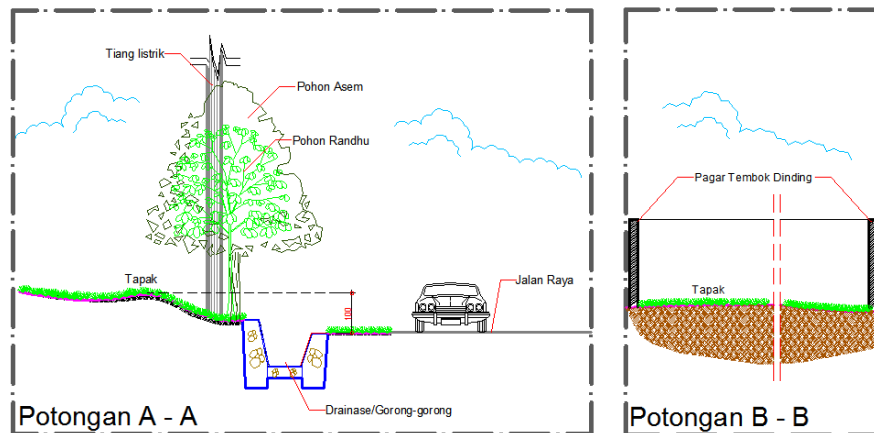 Tiang listrik
Pohon Asem
Pohon Randhu
Tapak
100
Jalan Raya
Drainase/Gorong-gorong
Potongan A - A
Pagar Tembok Dinding
Tapak
Potongan B - B